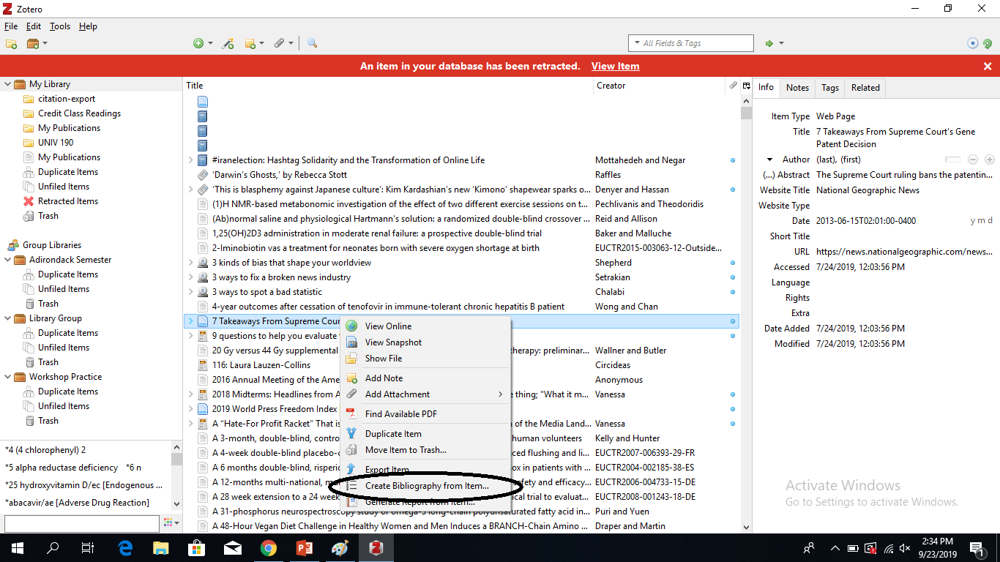 Zotero
File Edit Tools Help
All Fields & Tags
An item in your database has been retracted. View Item
My Library
citation-export
Credit Class Readings
My Publications
UNIV 190
My Publications
Duplicate Items
Unfiled Items
Retracted Items
Trash
Group Libraries
Adirondack Semester
Duplicate Items
Unfiled Items
Trash
Library Group
Duplicate Items
Unfiled Items
Trash
Workshop Practice
Duplicate Items
Unfiled Items
Trash
*4 (4 chlorophenyl) 2
*5 alpha reductase deficiency *6 n
*25 hydroxyvitamin D/ec [Endogenous ...
*abacavir/ae [Adverse Drug Reaction]
Title Creator
#iranelection: Hashtag Solidarity and the Transformation of Online Life Mottahedeh and Negar
‘Darwin’s Ghosts,’ by Rebecca Stott Raffles
‘This is blasphemy against Japanese culture’: Kim Kardashian’s new ‘Kimono’ shapewear sparks o... Denyer and Hassan
(1)H NMR-based metabonomic investigation of the effect of two different exercise sessions on t... Pechlivanis and Theodoridis
(Ab)normal saline and physiological Hartmann's solution: a randomized double-blind crossover ... Reid and Allison
1,25(OH)2D3 administration in moderate renal failure: a prospective double-blind trial Baker and Malluche
2-Iminobiotin vas a treatment for neonates born with severe oxygen shortage at birth EUCTR2015-003063-12-Outside...
3 kinds of bias that shape your worldview Shepherd
3 ways to fix a broken news industry Setrakian
3 ways to spot a bad statistic Chalabi
4-year outcomes after cessation of tenofovir in immune-tolerant chronic hepatitis B patient Wong and Chan
7 Takeaways From Supreme Cour
9 questions to help you evaluate
20 Gy versus 44 Gy supplemental therapy: preliminar... Wallner and Butler
116: Laura Lauzen-Collins Circideas
2016 Annual Meeting of the Ame Anonymous
2018 Midterms: Headlines from A e thing; "What it m... Vanessa
2019 World Press Freedom Index
A “Hate-For Profit Racket” That is n of the Media Land... Vanessa
A 3-month, double-blind, contro human volunteers Kelly and Hunter
A 4-week double-blind placebo-c ced flushing and li... EUCTR2007-006393-29-FR
A 6 months double-blind, risperic ox in patients with ... EUCTR2004-002185-38-ES
A 12-months multi-national, m fety and efficacy... EUCTR2006-004733-15-DE
A 28 week extension to a 24 week cal trial to evaluat... EUCTR2008-001243-18-DE
A 31-phosphorus neurospectroscopy study of omega-3 long-chain polyunsaturated fatty acid in... Puri and Yuen
A 48-Hour Vegan Diet Challenge in Healthy Women and Men Induces a BRANCH-Chain Amino ... Draper and Martin
View Online
View Snapshot
Show File
Add Note
Add Attachment
Find Available PDF
Duplicate Item
Move Item to Trash...
Export Item...
Create Bibliography from Item...
Generate Report from Item...
Info Notes Tags Related
Item Type Web Page
Title 7 Takeaways From Supreme Court's Gene
Patent Decision
Author (last), (first)
(...) Abstract The Supreme Court ruling bans the patentin...
Website Title National Geographic News
Website Type
Date 2013-06-15T02:01:00-0400 y m d
Short Title
URL https://news.nationalgeographic.com/news...
Accessed 7/24/2019, 12:03:56 PM
Language
Rights
Extra
Date Added 7/24/2019, 12:03:56 PM
Modified 7/24/2019, 12:03:56 PM
Activate Windows
Go to Settings to activate Windows.
2:34 PM
9/23/2019
1